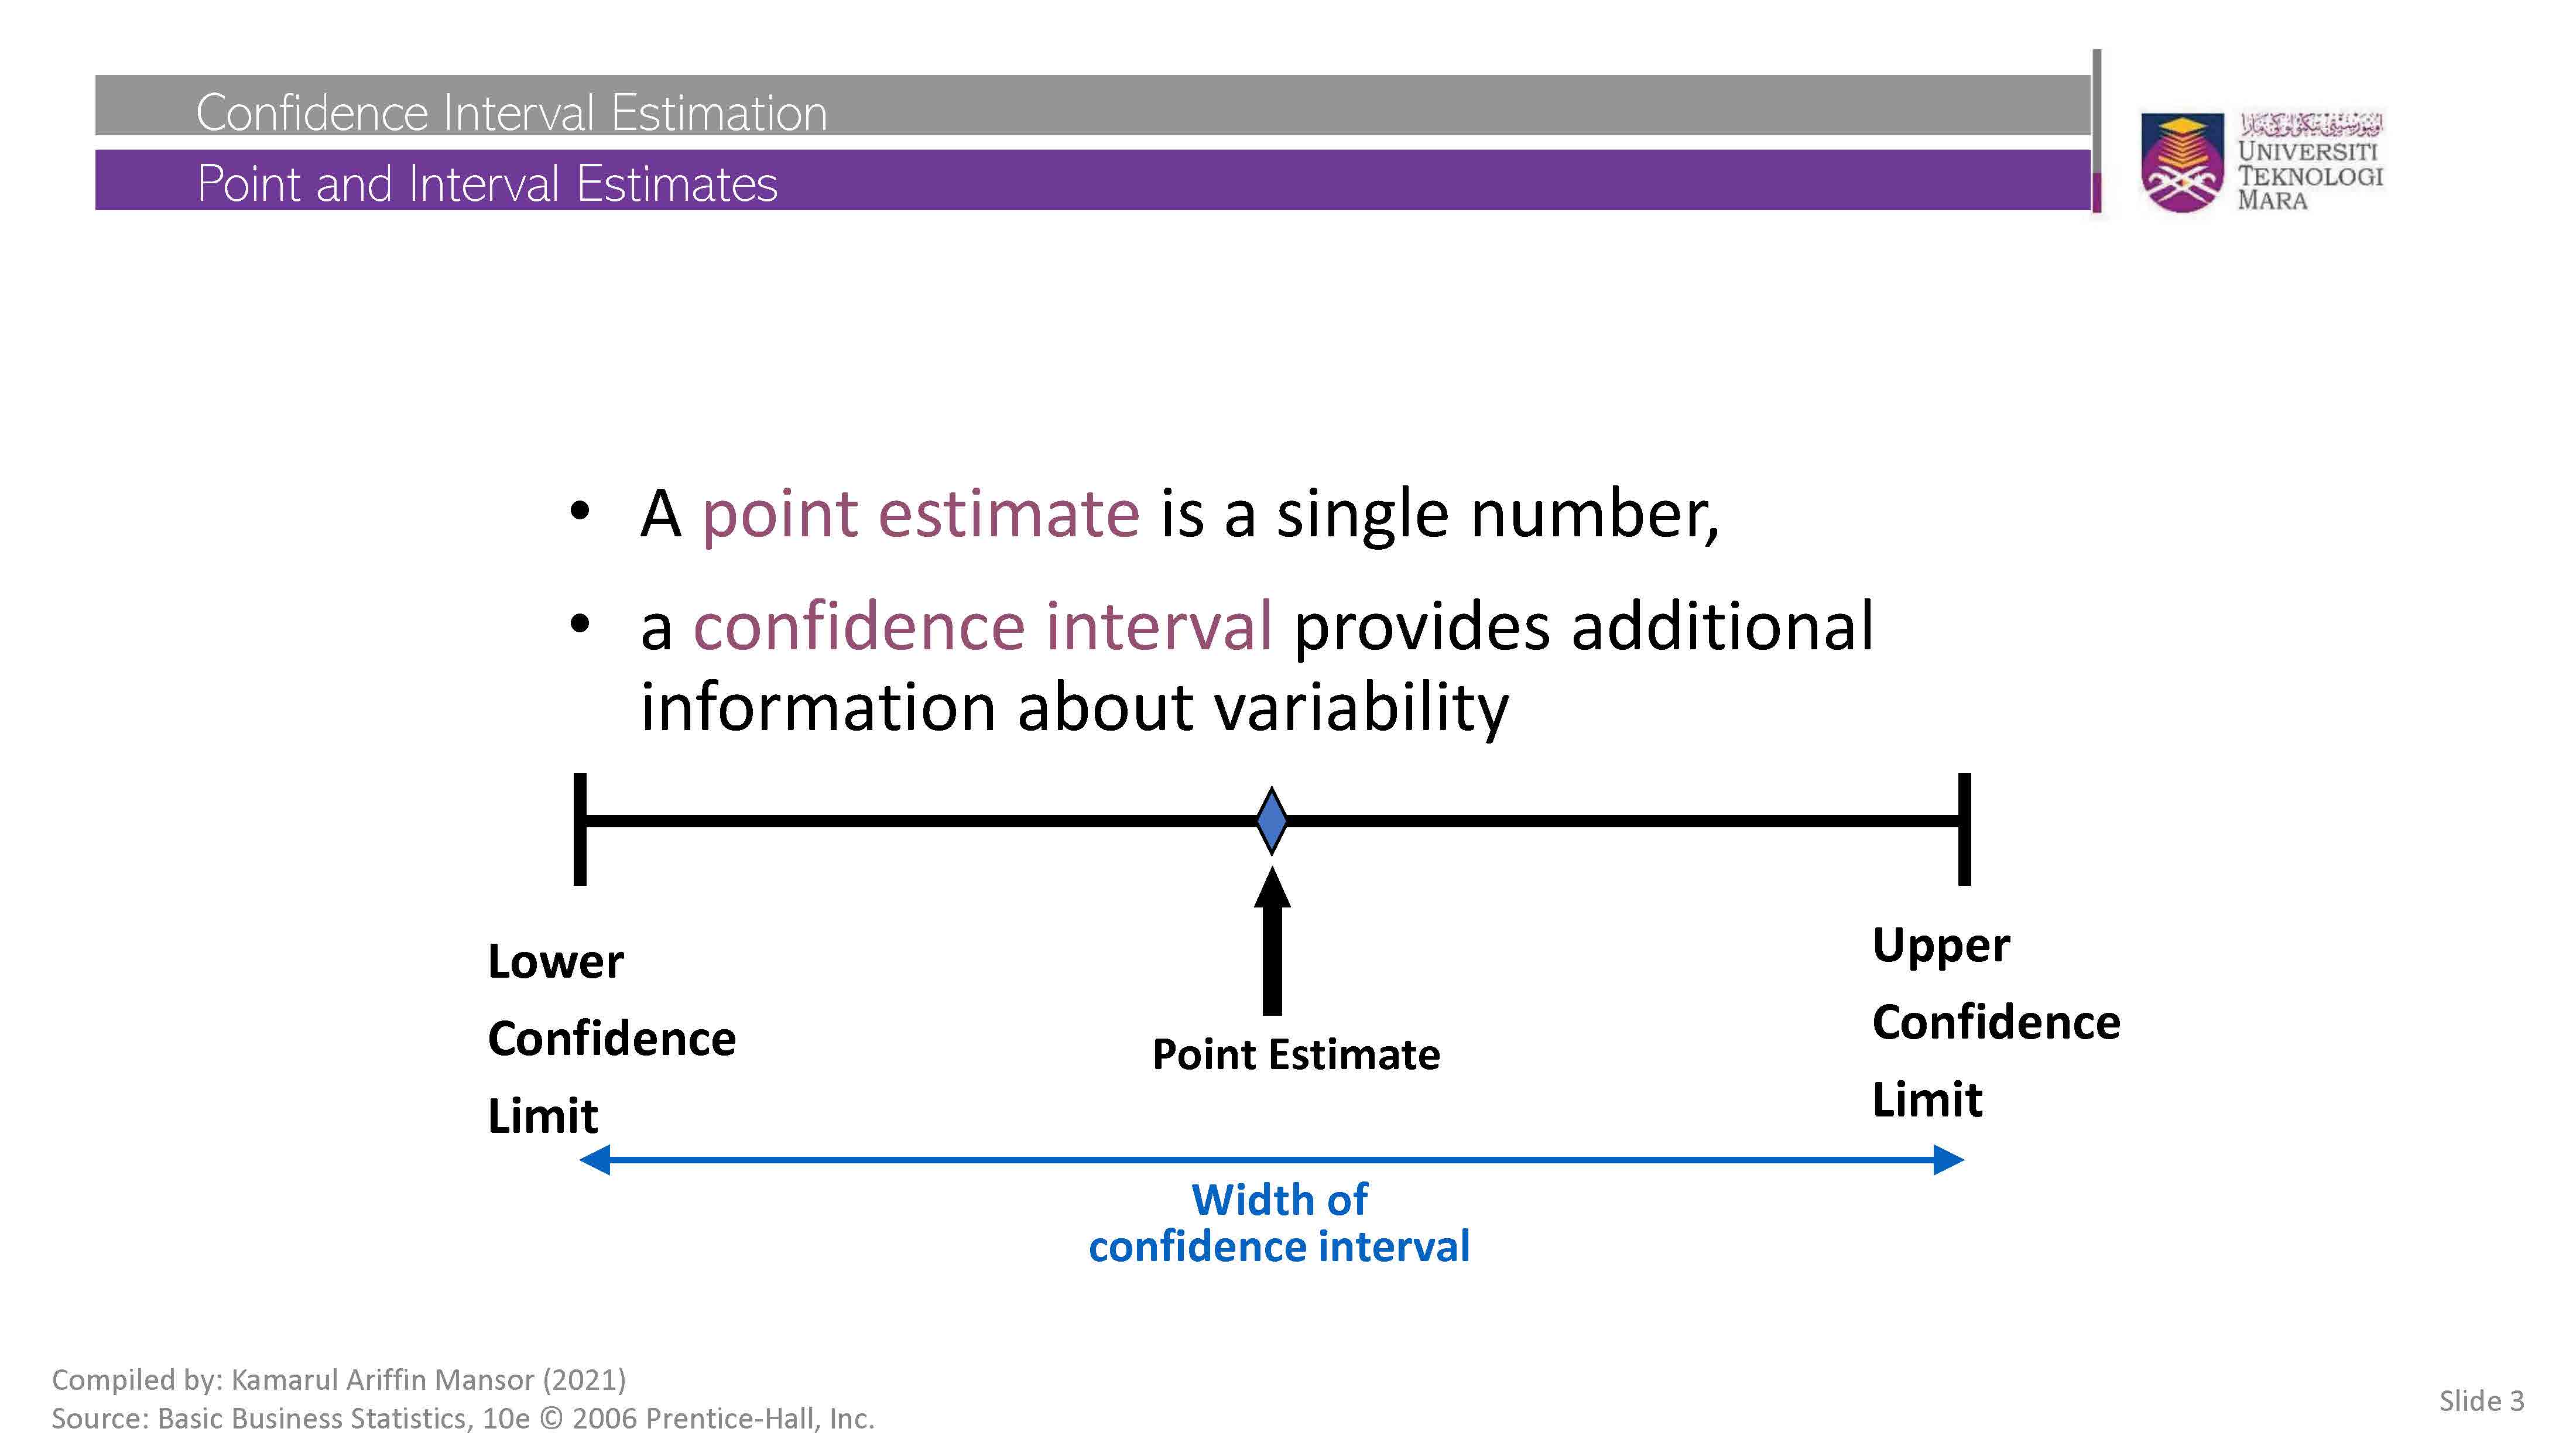 Confidence Interval Estimation
Point and Interval Estimates
UNIVERSITI
TEKNOLOGI
MARA
• A point estimate is a single number,
• a confidence interval provides additional
information about variability
Lower
Confidence
Limit
Point Estimate
Upper
Confidence
Limit
Width of
confidence interval
Compiled by: Kamarul Ariffin Mansor (2021)
Source: Basic Business Statistics, 10e © 2006 Prentice-Hall, Inc.
Slide 3